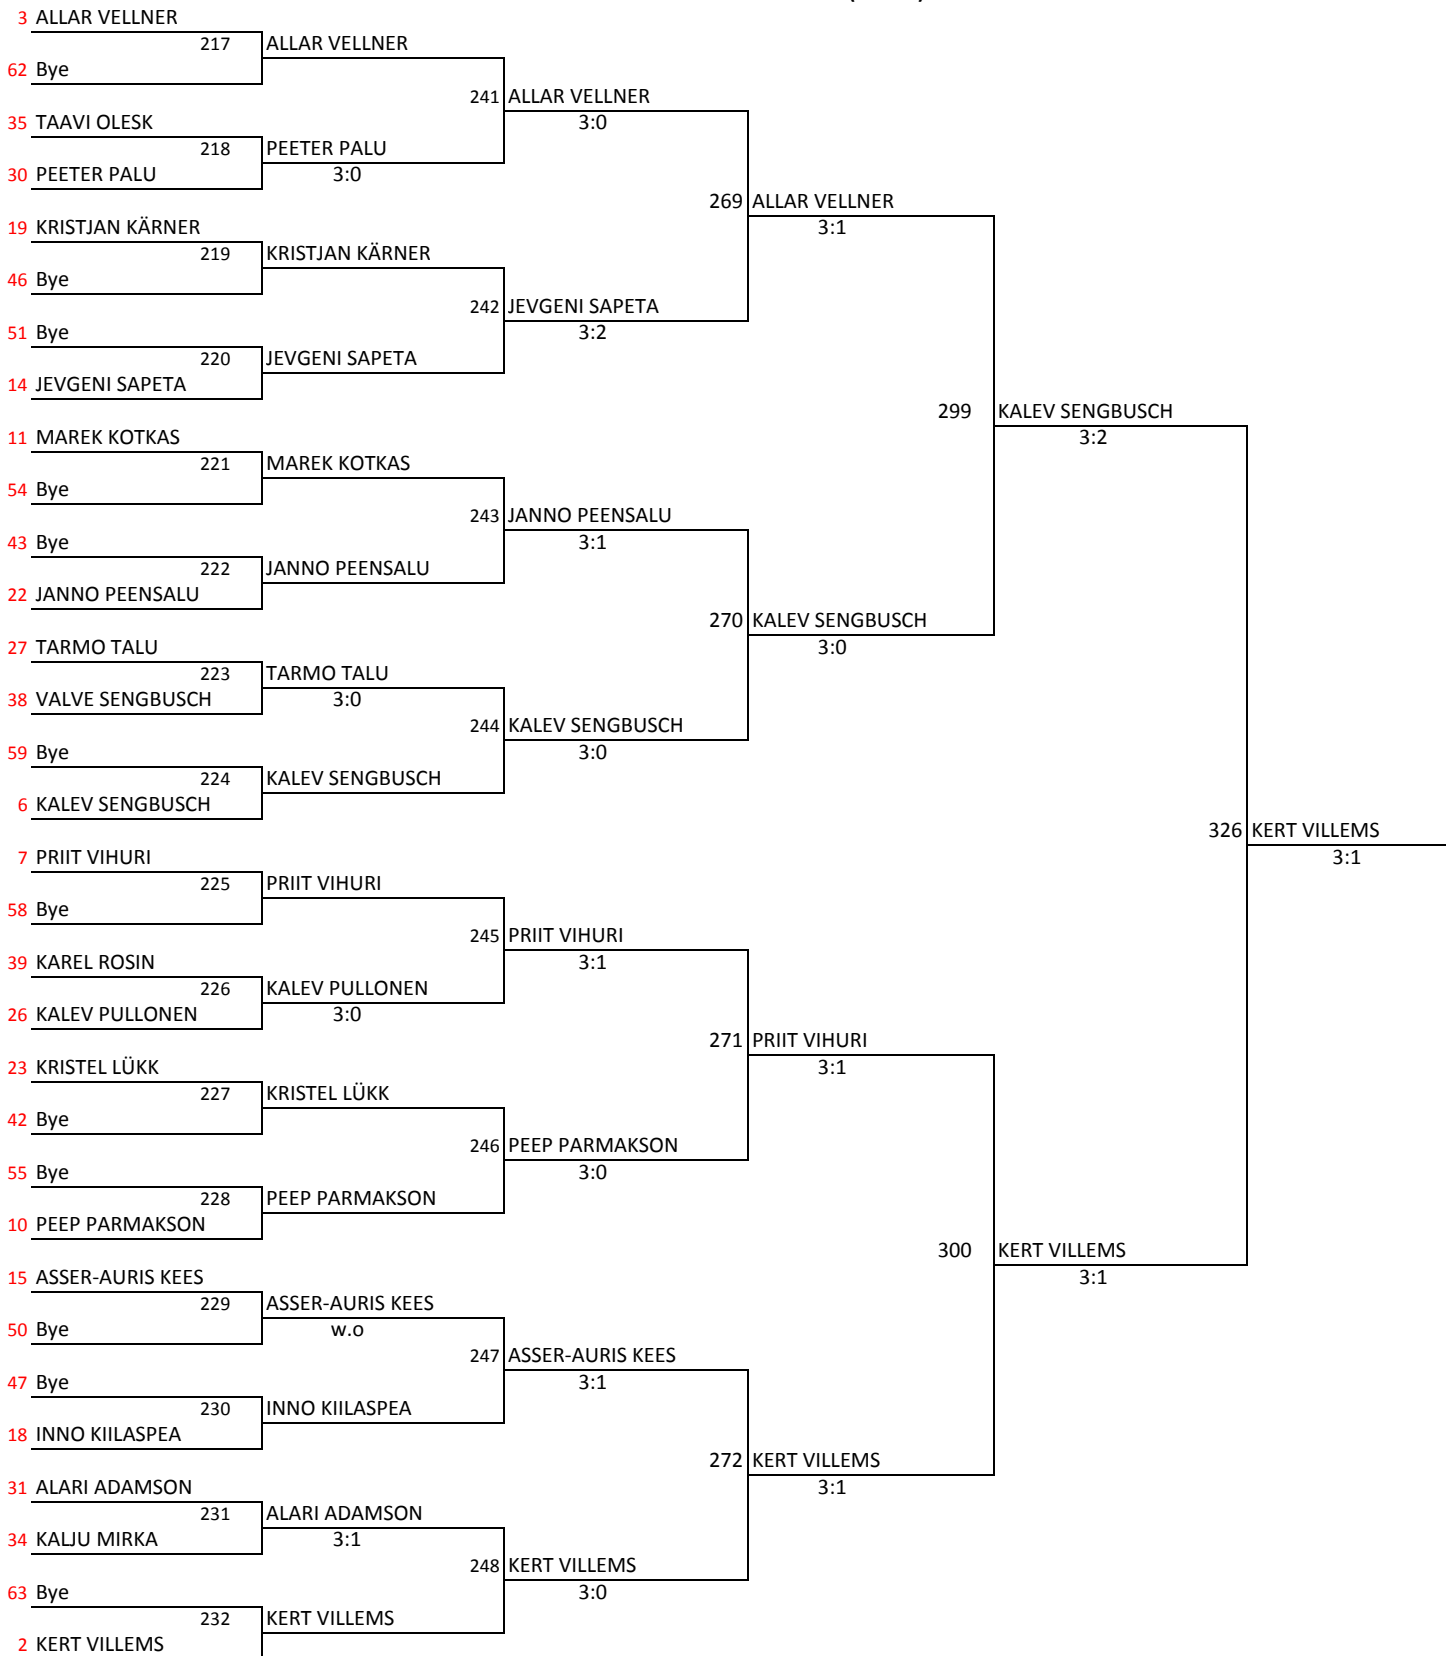 3 ALLAR VELLNER
217 ALLAR VELLNER
62 Bye
241 ALLAR VELLNER
3:0
35 TAAVI OLESK
218 PEETER PALU
3:0
30 PEETER PALU
269 ALLAR VELLNER
3:1
19 KRISTJAN KÄRNER
219 KRISTJAN KÄRNER
46 Bye
242 JEVGENI SAPETA
3:2
51 Bye
220 JEVGENI SAPETA
14 JEVGENI SAPETA
299 KALEV SENGBUSCH
3:2
11 MAREK KOTKAS
221 MAREK KOTKAS
54 Bye
243 JANNO PEENSALU
3:1
43 Bye
222 JANNO PEENSALU
22 JANNO PEENSALU
270 KALEV SENGBUSCH
3:0
27 TARMO TALU
223 TARMO TALU
3:0
38 VALVE SENGBUSCH
244 KALEV SENGBUSCH
3:0
59 Bye
224 KALEV SENGBUSCH
6 KALEV SENGBUSCH
326 KERT VILLEMS
3:1
7 PRIIT VIHURI
225 PRIIT VIHURI
58 Bye
245 PRIIT VIHURI
3:1
39 KAREL ROSIN
226 KALEV PULLONEN
3:0
26 KALEV PULLONEN
271 PRIIT VIHURI
3:1
23 KRISTEL LÜKK
227 KRISTEL LÜKK
42 Bye
246 PEEP PARMAKSON
3:0
55 Bye
228 PEEP PARMAKSON
10 PEEP PARMAKSON
300 KERT VILLEMS
3:1
15 ASSER-AURIS KEES
229 ASSER-AURIS KEES
w.o
50 Bye
247 ASSER-AURIS KEES
3:1
47 Bye
230 INNO KIILASPEA
18 INNO KIILASPEA
272 KERT VILLEMS
3:1
31 ALARI ADAMSON
231 ALARI ADAMSON
3:1
34 KALJU MIRKA
248 KERT VILLEMS
3:0
63 Bye
232 KERT VILLEMS
2 KERT VILLEMS